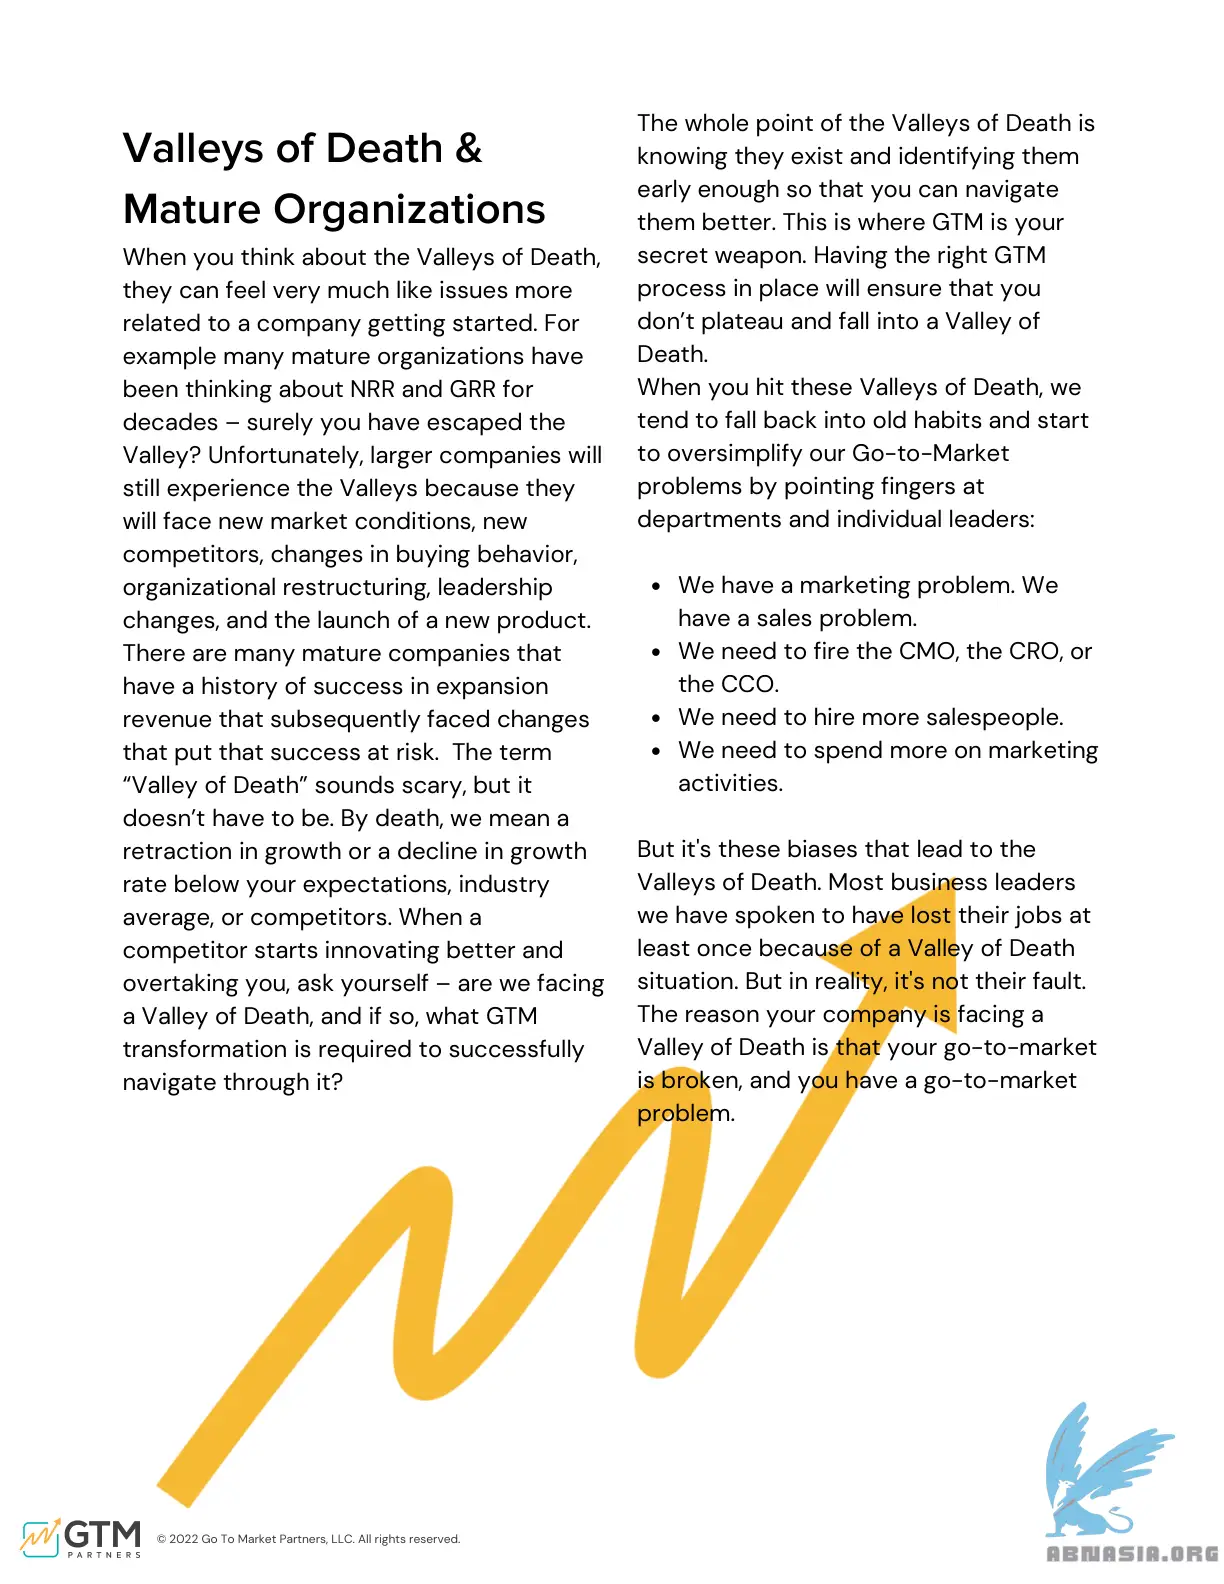 Valleys of Death &
Mature Organizations
When you think about the Valleys of Death,
they can feel very much like issues more
related to a company getting started. For
example many mature organizations have
been thinking about NRR and GRR for
decades – surely you have escaped the
Valley? Unfortunately, larger companies will
still experience the Valleys because they
will face new market conditions, new
competitors, changes in buying behavior,
organizational restructuring, leadership
changes, and the launch of a new product.
There are many mature companies that
have a history of success in expansion
revenue that subsequently faced changes
that put that success at risk.  The term
“Valley of Death” sounds scary, but it
doesn’t have to be. By death, we mean a
retraction in growth or a decline in growth
rate below your expectations, industry
average, or competitors. When a
competitor starts innovating better and
overtaking you, ask yourself – are we facing
a Valley of Death, and if so, what GTM
transformation is required to successfully
navigate through it?
The whole point of the Valleys of Death is
knowing they exist and identifying them
early enough so that you can navigate
them better. This is where GTM is your
secret weapon. Having the right GTM
process in place will ensure that you
don’t plateau and fall into a Valley of
Death.
When you hit these Valleys of Death, we
tend to fall back into old habits and start
to oversimplify our Go-to-Market
problems by pointing fingers at
departments and individual leaders:
• We have a marketing problem. We
have a sales problem.
• We need to fire the CMO, the CRO, or
the CCO.
• We need to hire more salespeople.
• We need to spend more on marketing
activities.
But it's these biases that lead to the
Valleys of Death. Most business leaders
we have spoken to have lost their jobs at
least once because of a Valley of Death
situation. But in reality, it's not their fault.
The reason your company is facing a
Valley of Death is that your go-to-market
is broken, and you have a go-to-market
problem.
GTM
PARTNERS
© 2022 Go To Market Partners, LLC. All rights reserved.
ABNASIA.ORG